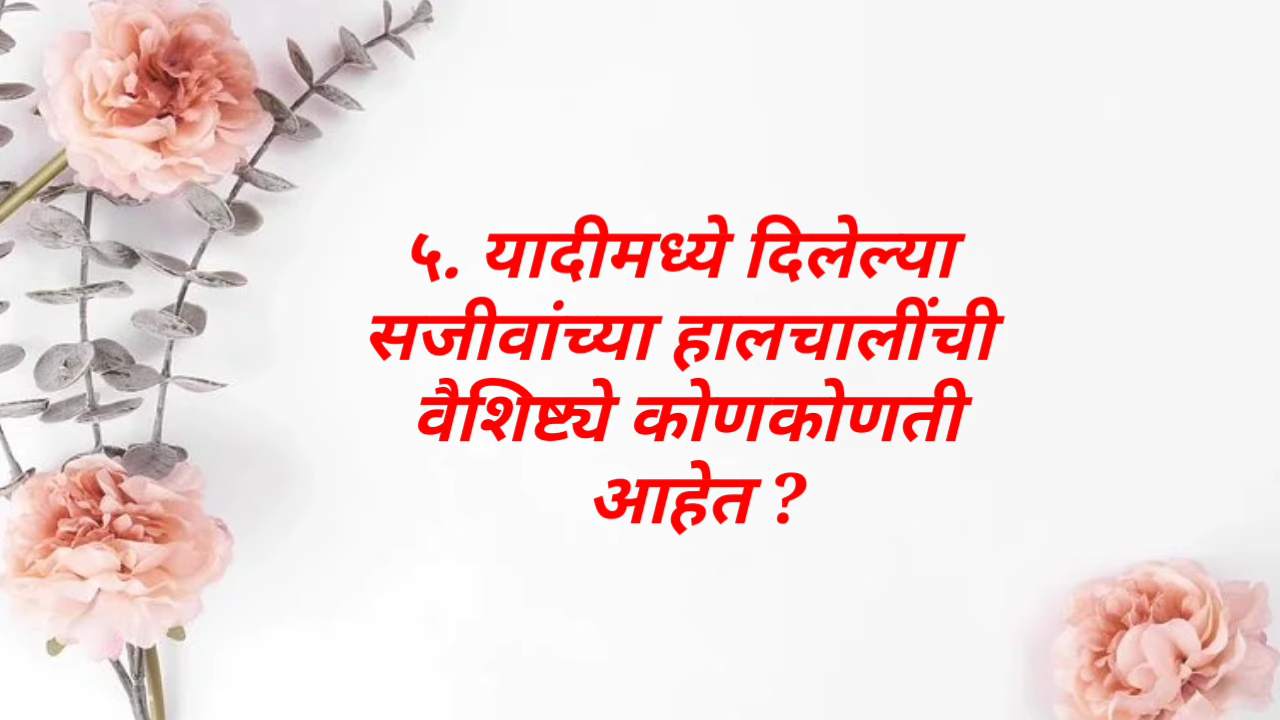 ५. यादीमध्ये दिलेल्या
सजीवांच्या हालचालींची
वैशिष्ट्ये कोणकोणती
आहेत ?